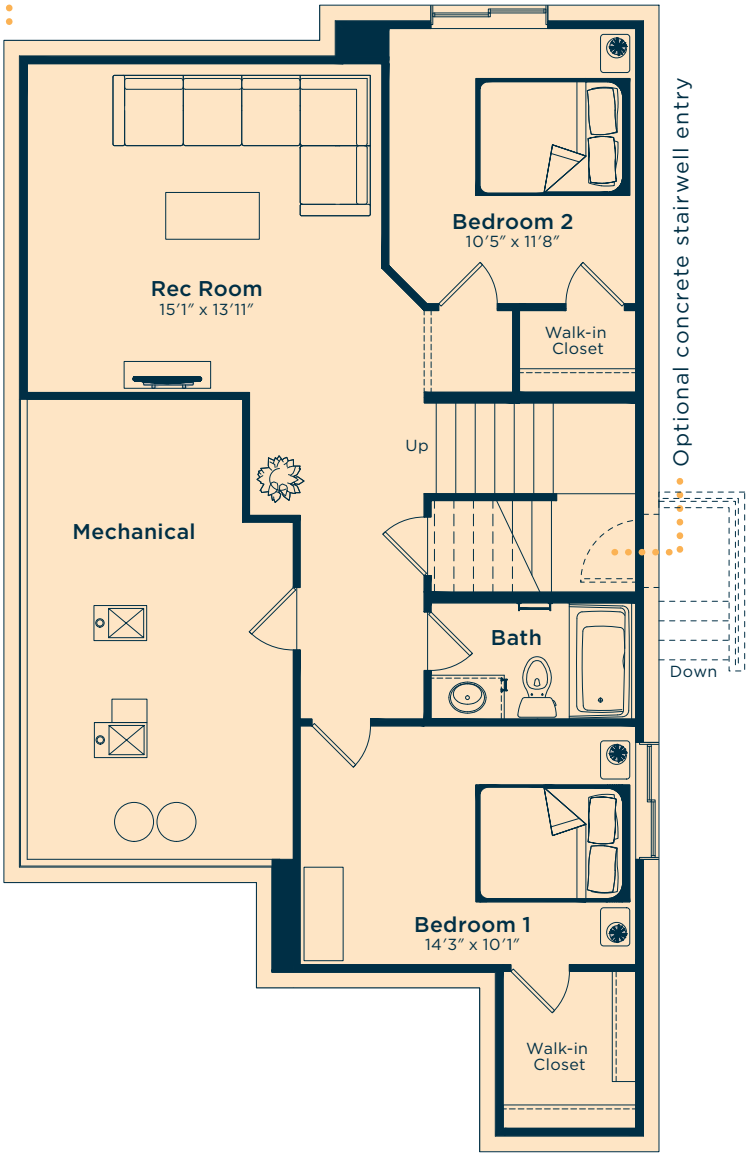 Bedroom 2
10'5" x 11'8"
Rec Room
15'1" x 13'11"
Walk-in
Closet
Optional concrete stairwell entry
Up
Mechanical
Bath
Down
Bedroom 1
14'3" x 10'1"
Walk-in
Closet